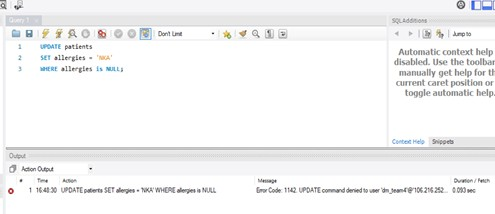 Query 1
SQLAdditions
Don't Limit
Jump to
1 UPDATE patients
2 SET allergies = 'NKA'
3 WHERE allergies is NULL;
Automatic context help
disabled. Use the toolbar
manually get help for th
current caret position or
toggle automatic help.
Context Help Snippets
Output
Action Output
# Time Action Message Duration / Fetch
1 16:48:30 UPDATE patients SET allergies = 'NKA' WHERE allergies is NULL Error Code: 1142. UPDATE command denied to user 'dm_team4'@'106.216.252... 0.093 sec